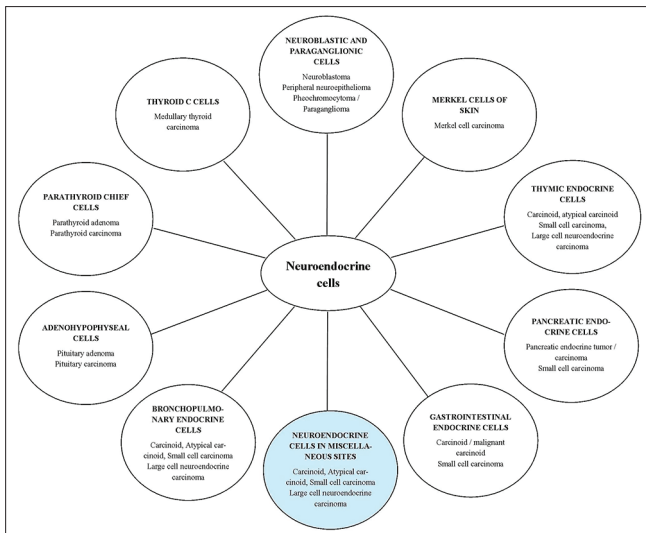 NEUROBLASTIC AND
PARAGANGLIONIC
CELLS
Neuroblastoma
Peripheral neuroepithelioma
Pheochromocytoma /
Paraganglioma
THYROID C CELLS
Medullary thyroid
carcinoma
MERKEL CELLS OF
SKIN
Merkel cell carcinoma
PARATHYROID CHIEF
CELLS
Parathyroid adenoma
Parathyroid carcinoma
THYMIC ENDOCRINE
CELLS
Carcinoid, atypical carcinoid
Small cell carcinoma,
Large cell neuroendocrine
carcinoma
Neuroendocrine
cells
ADENOHYPOPHYSEAL
CELLS
Pituitary adenoma
Pituitary carcinoma
PANCREATIC ENDO-
CRINE CELLS
Pancreatic endocrine tumor /
carcinoma
Small cell carcinoma
BRONCHOPULMO-
NARY ENDOCRINE
CELLS
Carcinoid, Atypical car-
cinoid, Small cell carcinoma
Large cell neuroendocrine
carcinoma
NEUROENDOCRINE
CELLS IN MISCELLA-
NEOUS SITES
Carcinoid, Atypical car-
cinoid, Small cell carcinoma
Large cell neuroendocrine
carcinoma
GASTROINTESTINAL
ENDOCRINE CELLS
Carcinoid / malignant
carcinoid
Small cell carcinoma